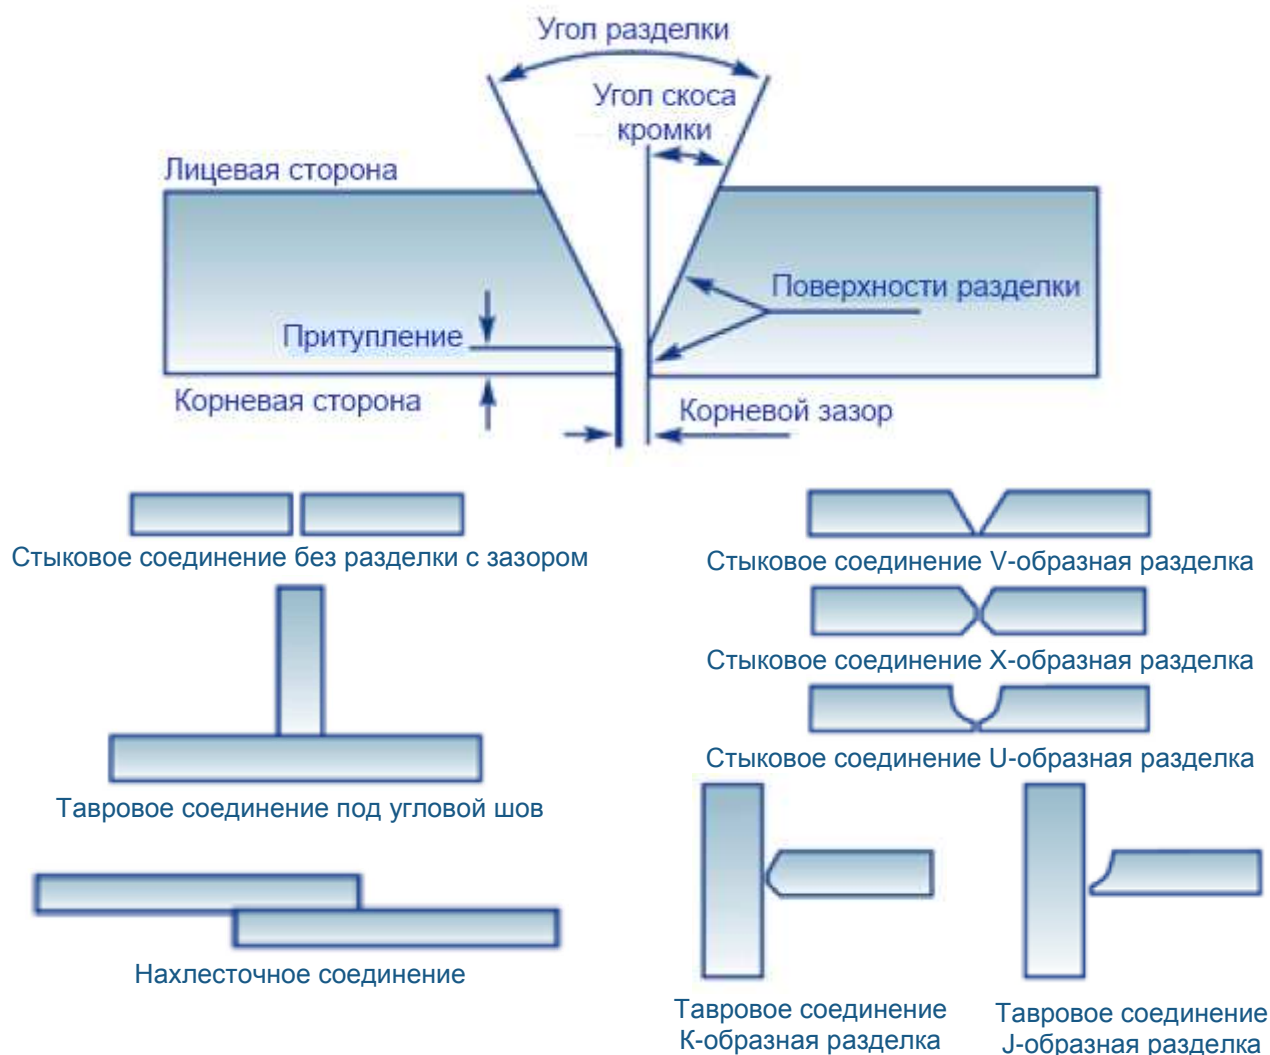 Угол разделки
Угол скоса
кромки
Лицевая сторона
Поверхности разделки
Притупление
Корневая сторона
Корневой зазор
Стыковое соединение без разделки с зазором
Стыковое соединение V-образная разделка
Стыковое соединение X-образная разделка
Стыковое соединение U-образная разделка
Тавровое соединение под угловой шов
Нахлесточное соединение
Тавровое соединение
К-образная разделка
Тавровое соединение
J-образная разделка